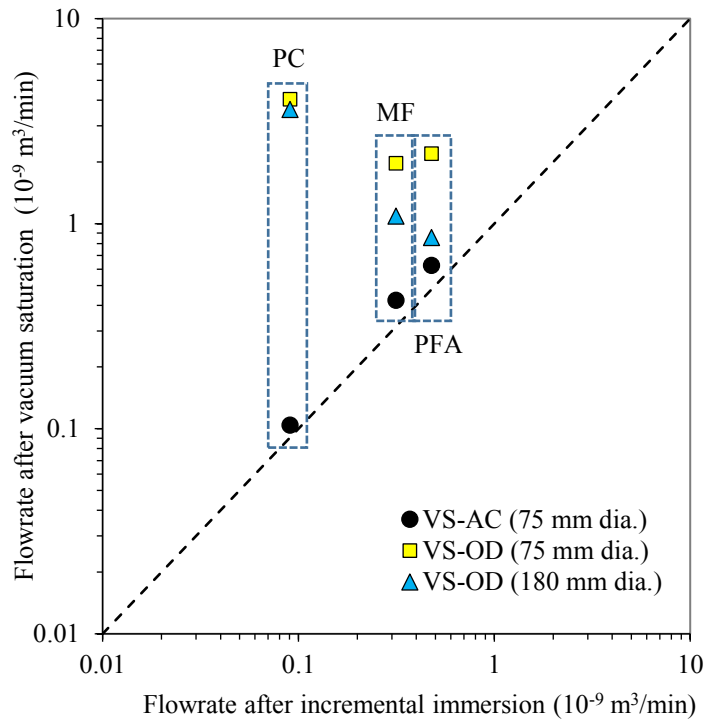 10
PC
MF
1
PFA
0.1
VS-AC (75 mm dia.)
VS-OD (75 mm dia.)
VS-OD (180 mm dia.)
0.01
0.01
0.1
1
10
Flowrate after vacuum saturation (10⁻⁹ m³/min)
Flowrate after incremental immersion (10⁻⁹ m³/min)